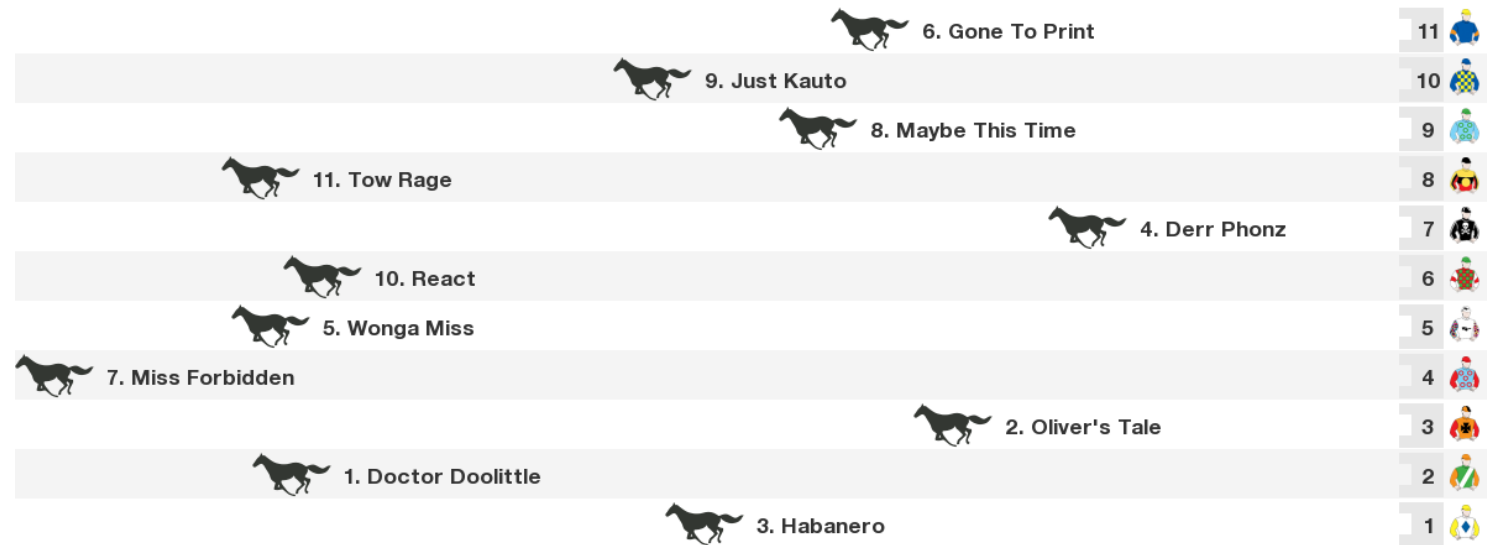 6. Gone To Print 11
9. Just Kauto 10
8. Maybe This Time 9
11. Tow Rage 8
4. Derr Phonz 7
10. React 6
5. Wonga Miss 5
7. Miss Forbidden 4
2. Oliver's Tale 3
1. Doctor Doolittle 2
3. Habanero 1